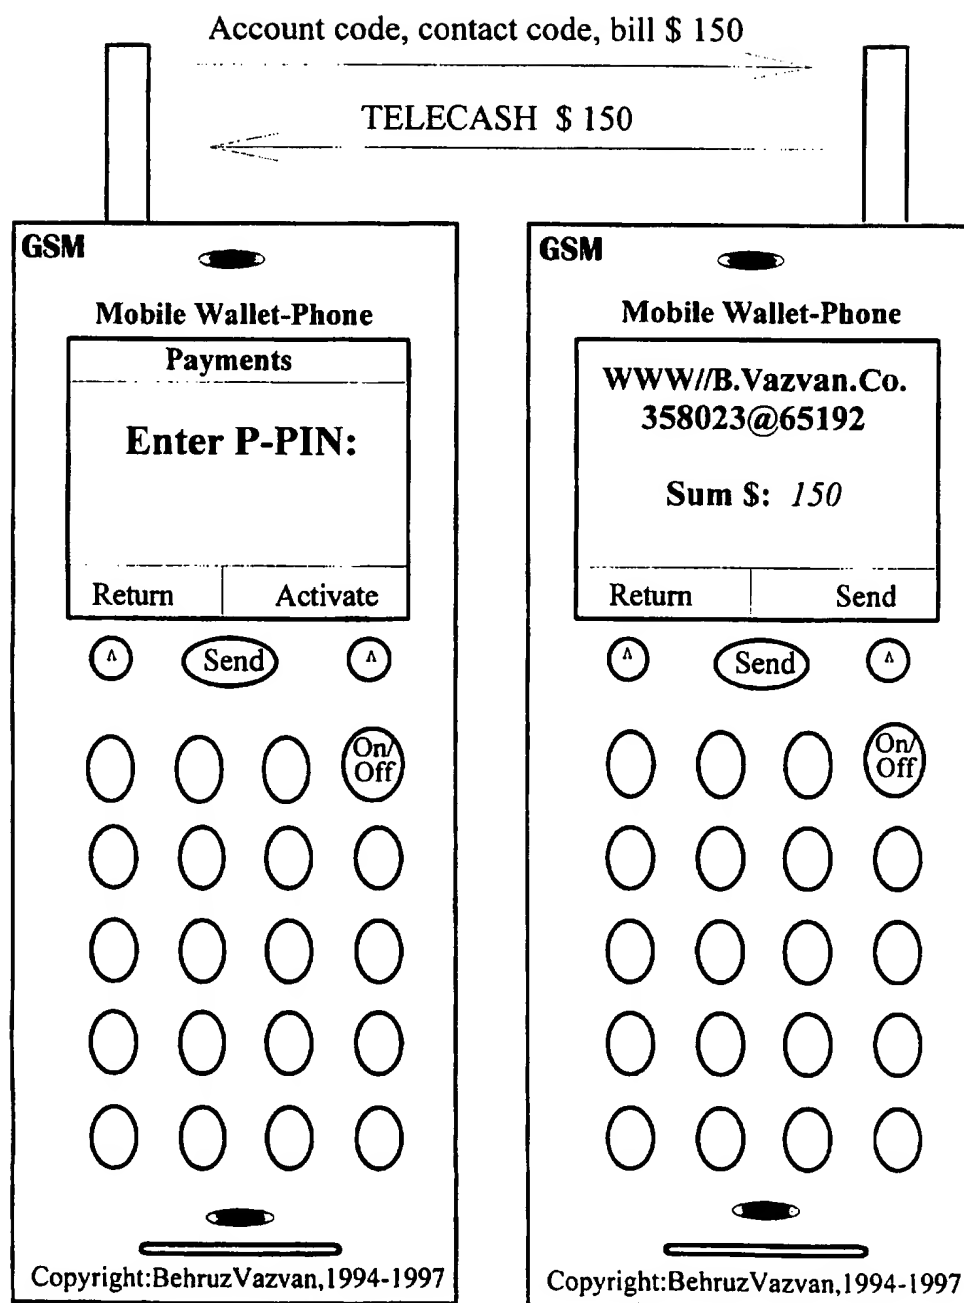 Account code, contact code, bill $ 150
TELECASH $ 150
GSM
Mobile Wallet-Phone
Payments
Enter P-PIN:
Return Activate
^ Send ^
On/
Off
Copyright:BehruzVazvan,1994-1997
GSM
Mobile Wallet-Phone
WWW//B.Vazvan.Co.
358023@65192
Sum $: 150
Return Send
^ Send ^
On/
Off
Copyright:BehruzVazvan,1994-1997